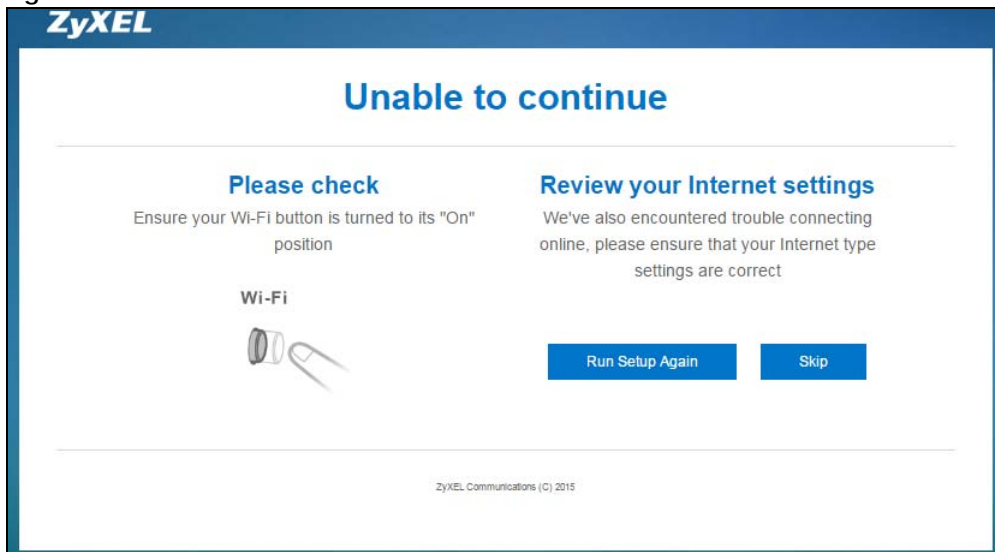 ZyXEL
Unable to continue
Please check
Ensure your Wi-Fi button is turned to its "On"
position
Wi-Fi
Review your Internet settings
We've also encountered trouble connecting
online, please ensure that your Internet type
settings are correct
Run Setup Again
Skip
ZyXEL Communications (C) 2015